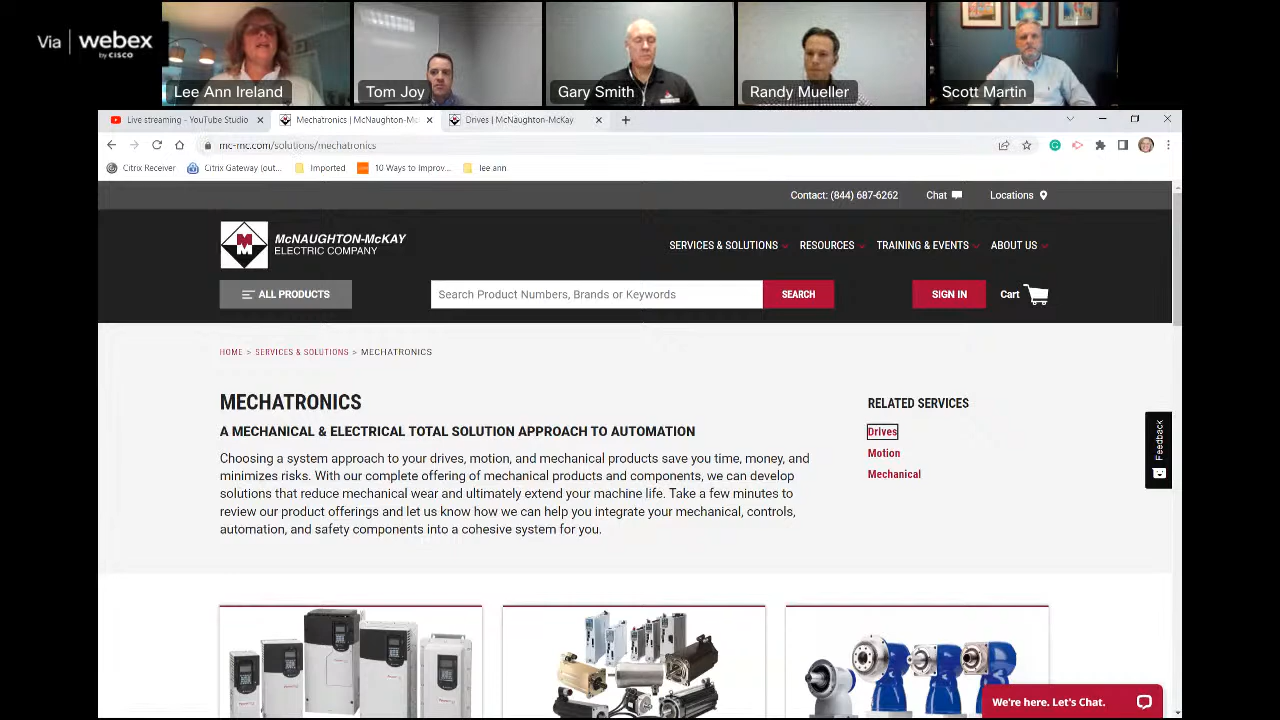 Via | webex
by CISCO
Lee Ann Ireland
Tom Joy
Gary Smith
Randy Mueller
Scott Martin
Live streaming - YouTube Studio
Mechatronics | McNaughton-Mc
Drives | McNaughton-McKay
mc-mc.com/solutions/mechatronics
Citrix Receiver
Citrix Gateway (out...
Imported
10 Ways to Improv...
lee ann
Contact: (844) 687-6262
Chat
Locations
McNAUGHTON-McKAY
ELECTRIC COMPANY
SERVICES & SOLUTIONS
RESOURCES
TRAINING & EVENTS
ABOUT US
ALL PRODUCTS
Search Product Numbers, Brands or Keywords
SEARCH
SIGN IN
Cart
HOME > SERVICES & SOLUTIONS > MECHATRONICS
MECHATRONICS
A MECHANICAL & ELECTRICAL TOTAL SOLUTION APPROACH TO AUTOMATION
Choosing a system approach to your drives, motion, and mechanical products save you time, money, and
minimizes risks. With our complete offering of mechanical products and components, we can develop
solutions that reduce mechanical wear and ultimately extend your machine life. Take a few minutes to
review our product offerings and let us know how we can help you integrate your mechanical, controls,
automation, and safety components into a cohesive system for you.
RELATED SERVICES
Drives
Motion
Mechanical
Feedback
We're here. Let's Chat.